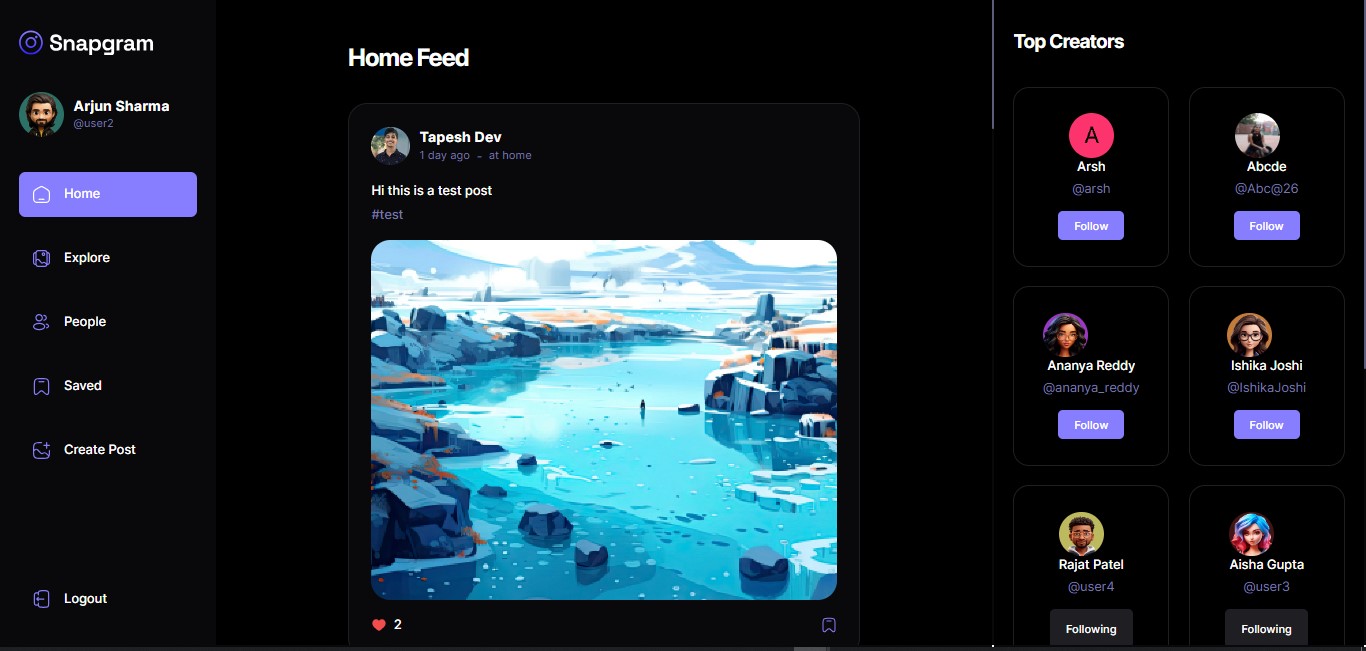 Snapgram
Arjun Sharma
@user2
Home
Explore
People
Saved
Create Post
Logout
Home Feed
Tapesh Dev
1 day ago - at home
Hi this is a test post
#test
2
Top Creators
A
Arsh
@arsh
Follow
Abcde
@Abc@26
Follow
Ananya Reddy
@ananya_reddy
Follow
Ishika Joshi
@IshikaJoshi
Follow
Rajat Patel
@user4
Following
Aisha Gupta
@user3
Following